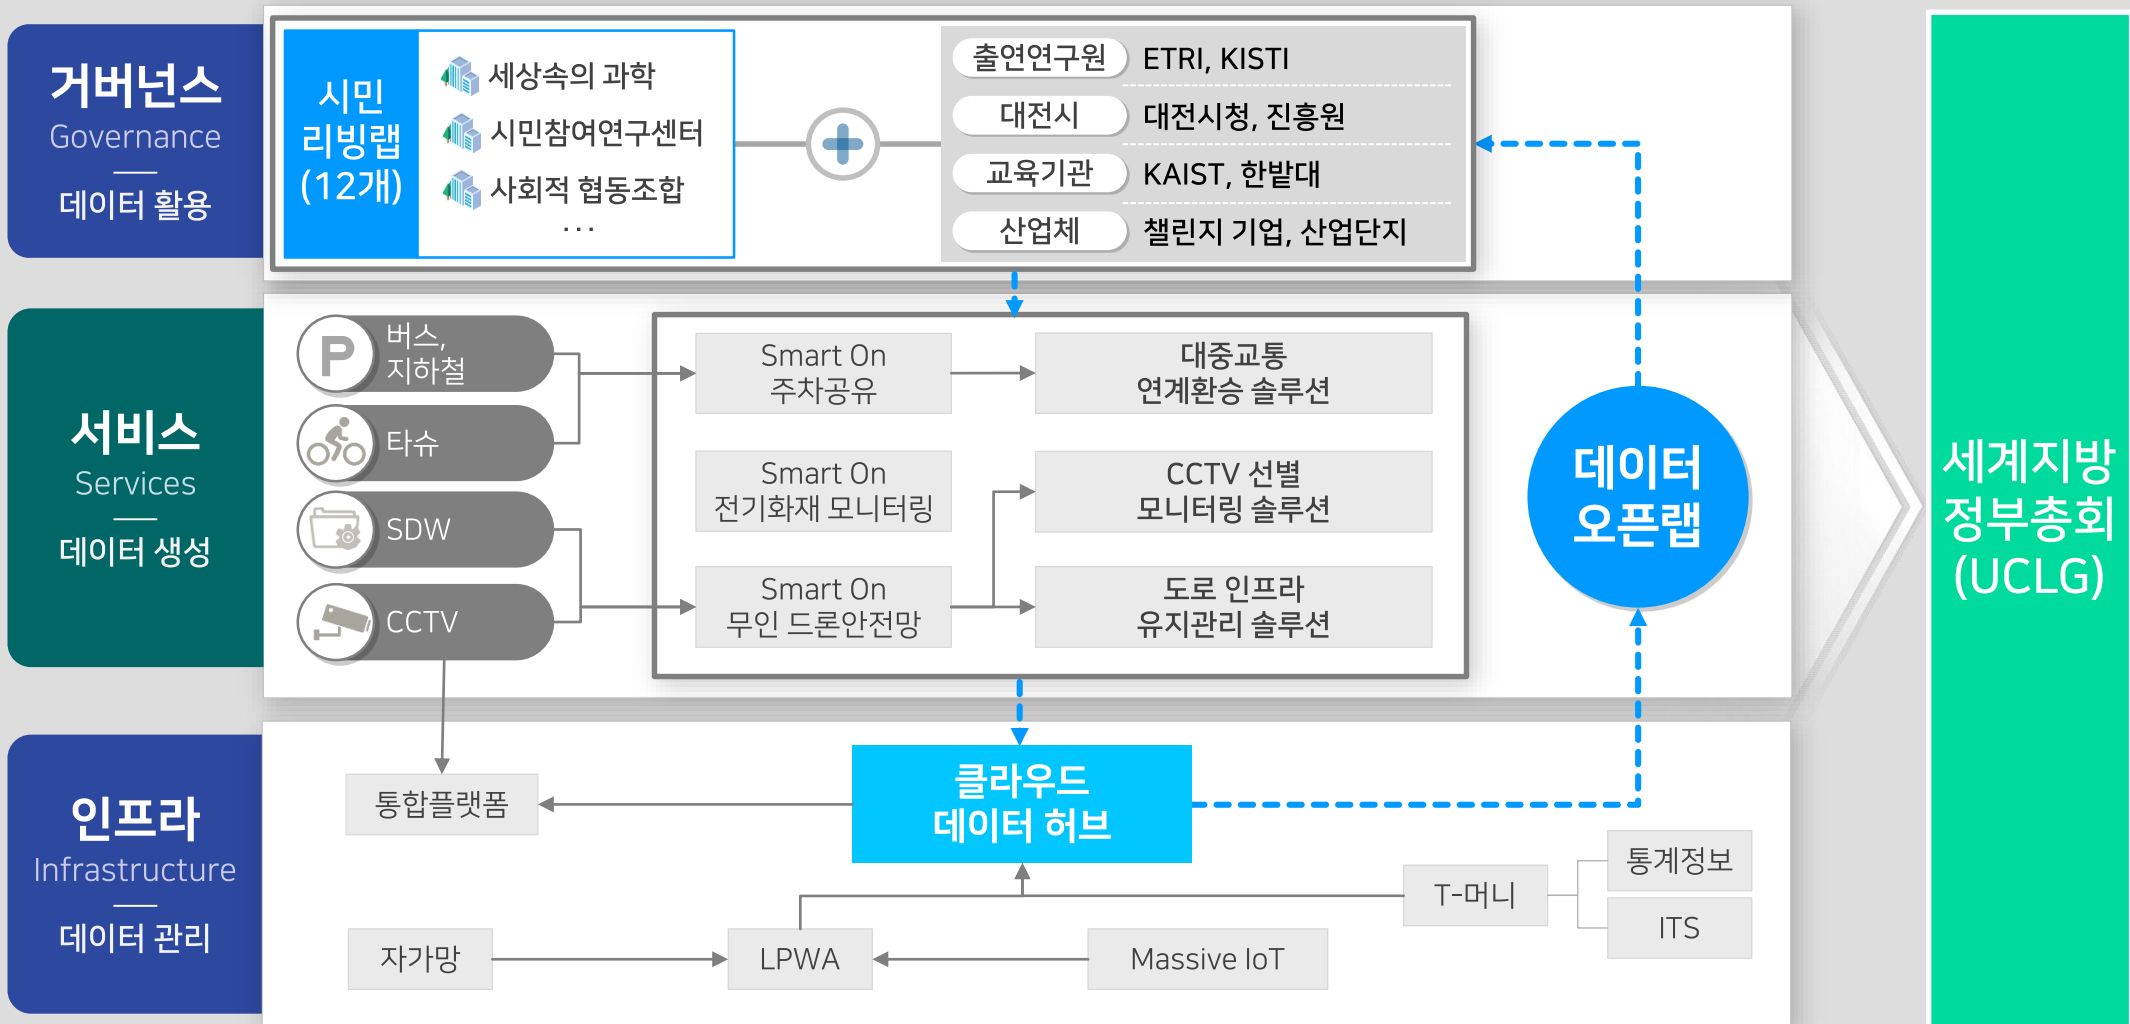 거버넌스
Governance
데이터 활용
시민
리빙랩
(12개)
세상속의 과학
시민참여연구센터
사회적 협동조합
...
출연연구원 ETRI, KISTI
대전시 대전시청, 진흥원
교육기관 KAIST, 한밭대
산업체 챌린지 기업, 산업단지
서비스
Services
데이터 생성
P 버스,
지하철
타슈
SDW
CCTV
Smart On
주차공유
대중교통
연계환승 솔루션
Smart On
전기화재 모니터링
CCTV 선별
모니터링 솔루션
Smart On
무인 드론안전망
도로 인프라
유지관리 솔루션
데이터
오픈랩
인프라
Infrastructure
데이터 관리
통합플랫폼
클라우드
데이터 허브
자가망
LPWA
Massive IoT
T-머니
통계정보
ITS
세계지방
정부총회
(UCLG)